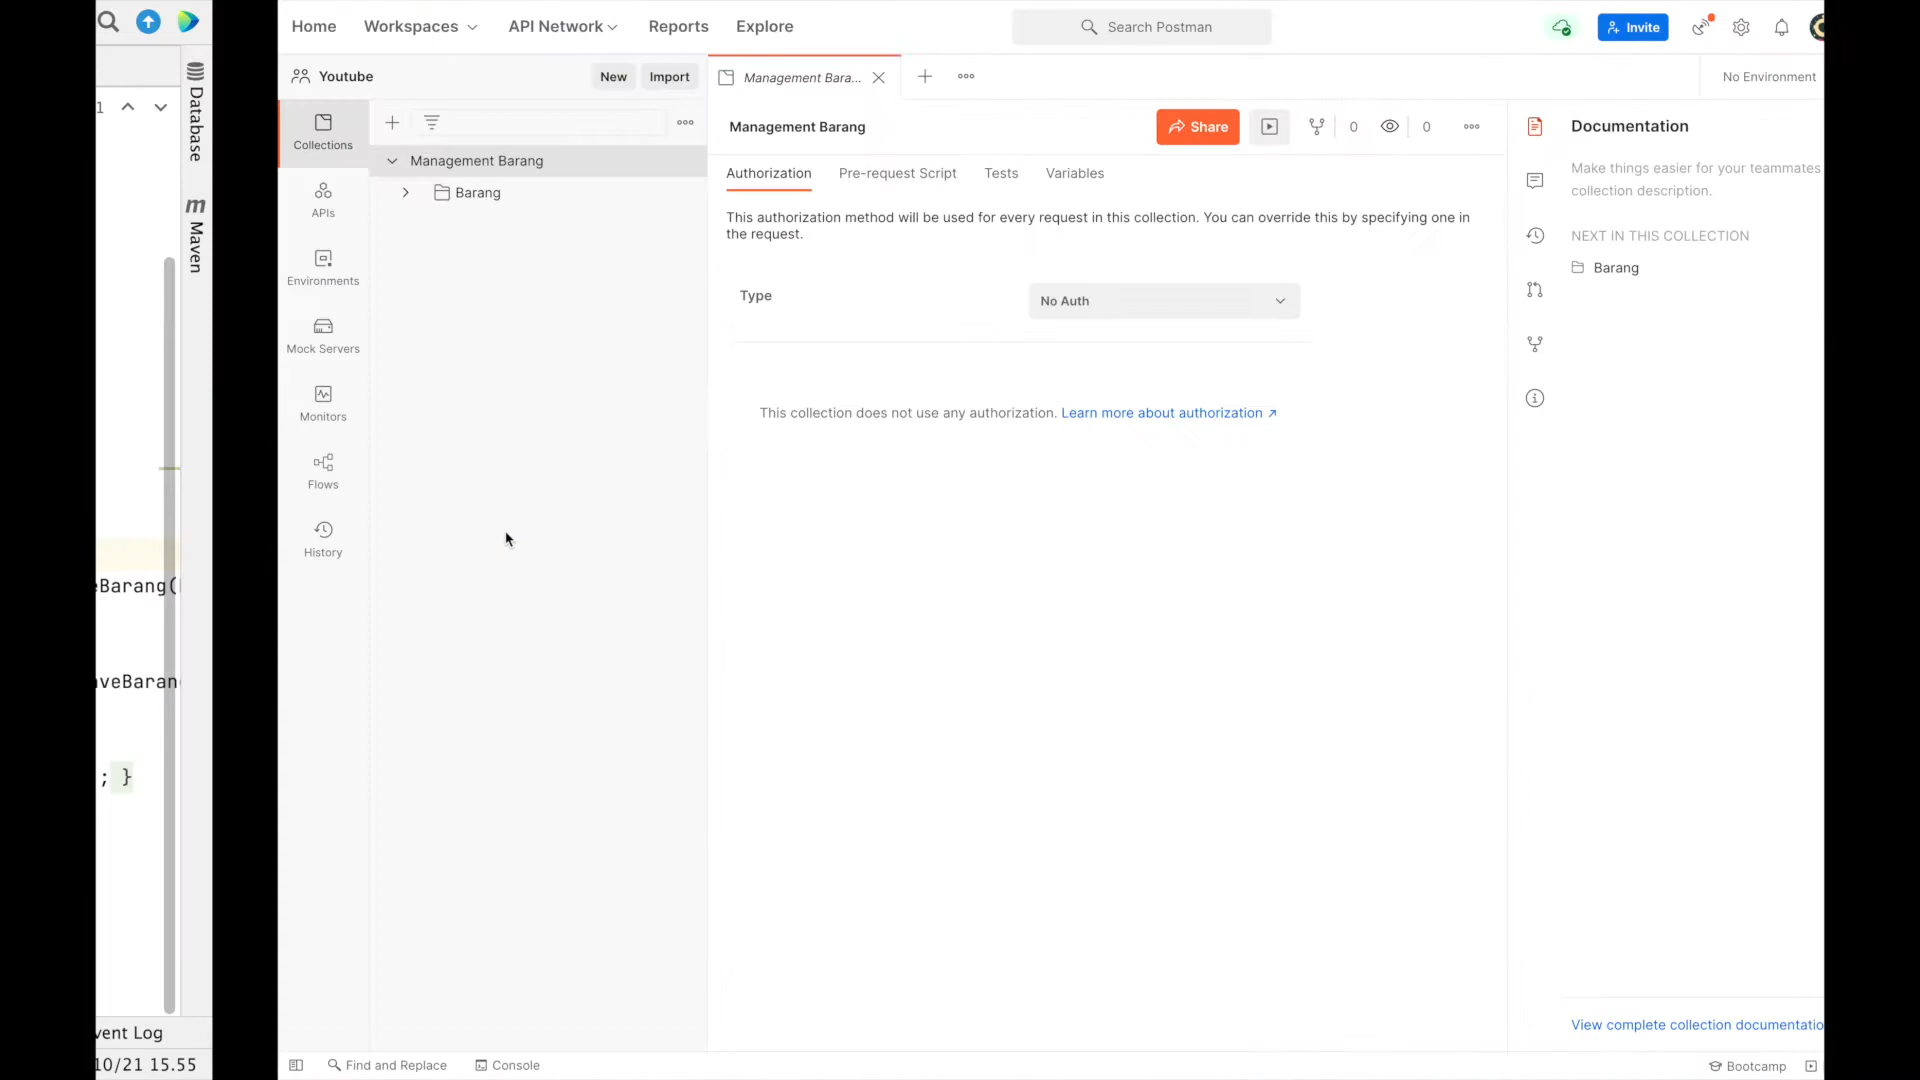 Home Workspaces API Network Reports Explore Search Postman Invite
Database
Maven
1
eBarang(
; }
vent Log
10/21 15.55
Youtube New Import
Management Bara... No Environment
Collections
APIs
Environments
Mock Servers
Monitors
Flows
History
Management Barang
Barang
Management Barang Share 0 0
Authorization Pre-request Script Tests Variables
This authorization method will be used for every request in this collection. You can override this by specifying one in
the request.
Type No Auth
This collection does not use any authorization. Learn more about authorization ↗
Documentation
Make things easier for your teammates
collection description.
NEXT IN THIS COLLECTION
Barang
View complete collection documentatio
Find and Replace Console Bootcamp